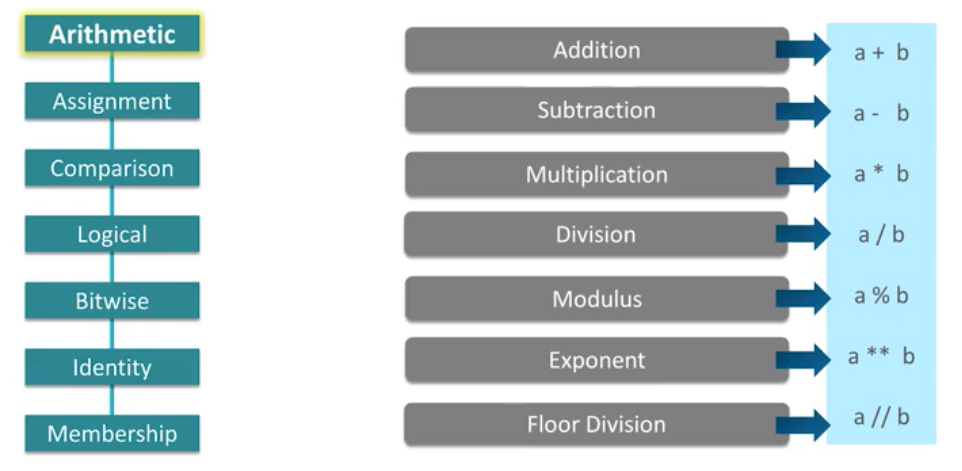 Arithmetic
Assignment
Comparison
Logical
Bitwise
Identity
Membership
Addition
a + b
Subtraction
a - b
Multiplication
a * b
Division
a / b
Modulus
a % b
Exponent
a ** b
Floor Division
a // b